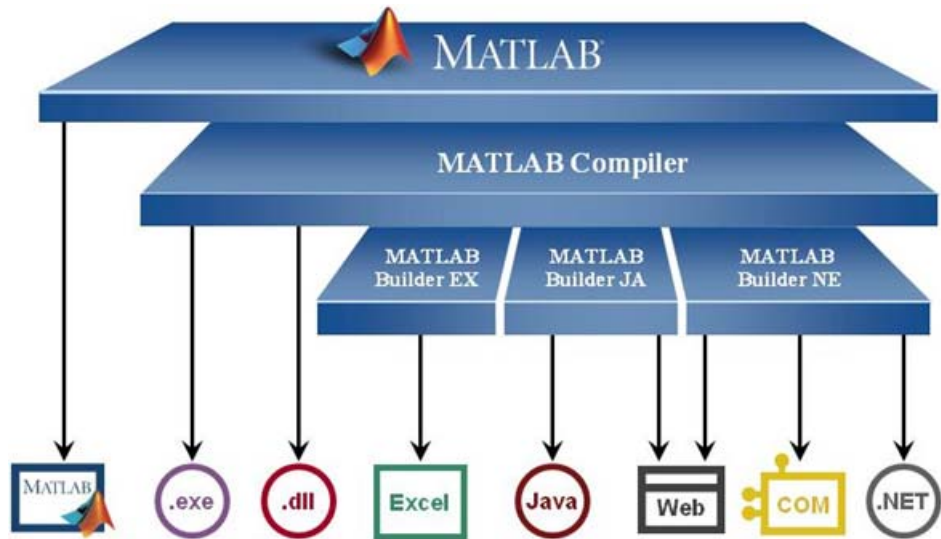 MATLAB®
MATLAB Compiler
MATLAB
Builder EX
MATLAB
Builder JA
MATLAB
Builder NE
MATLAB
.exe
.dll
Excel
Java
Web
COM
.NET